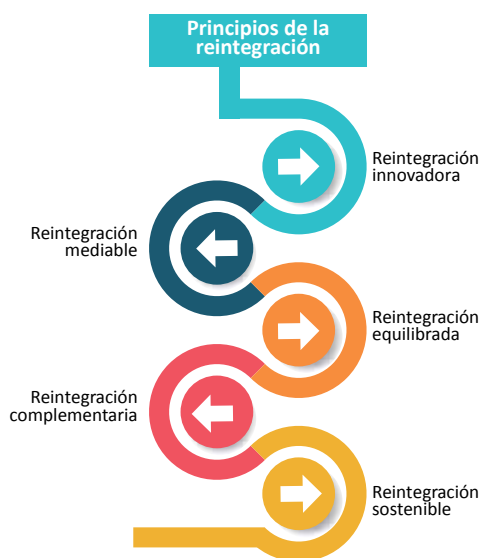 Principios de la
reintegración
Reintegración
innovadora
Reintegración
mediable
Reintegración
equilibrada
Reintegración
complementaria
Reintegración
sostenible